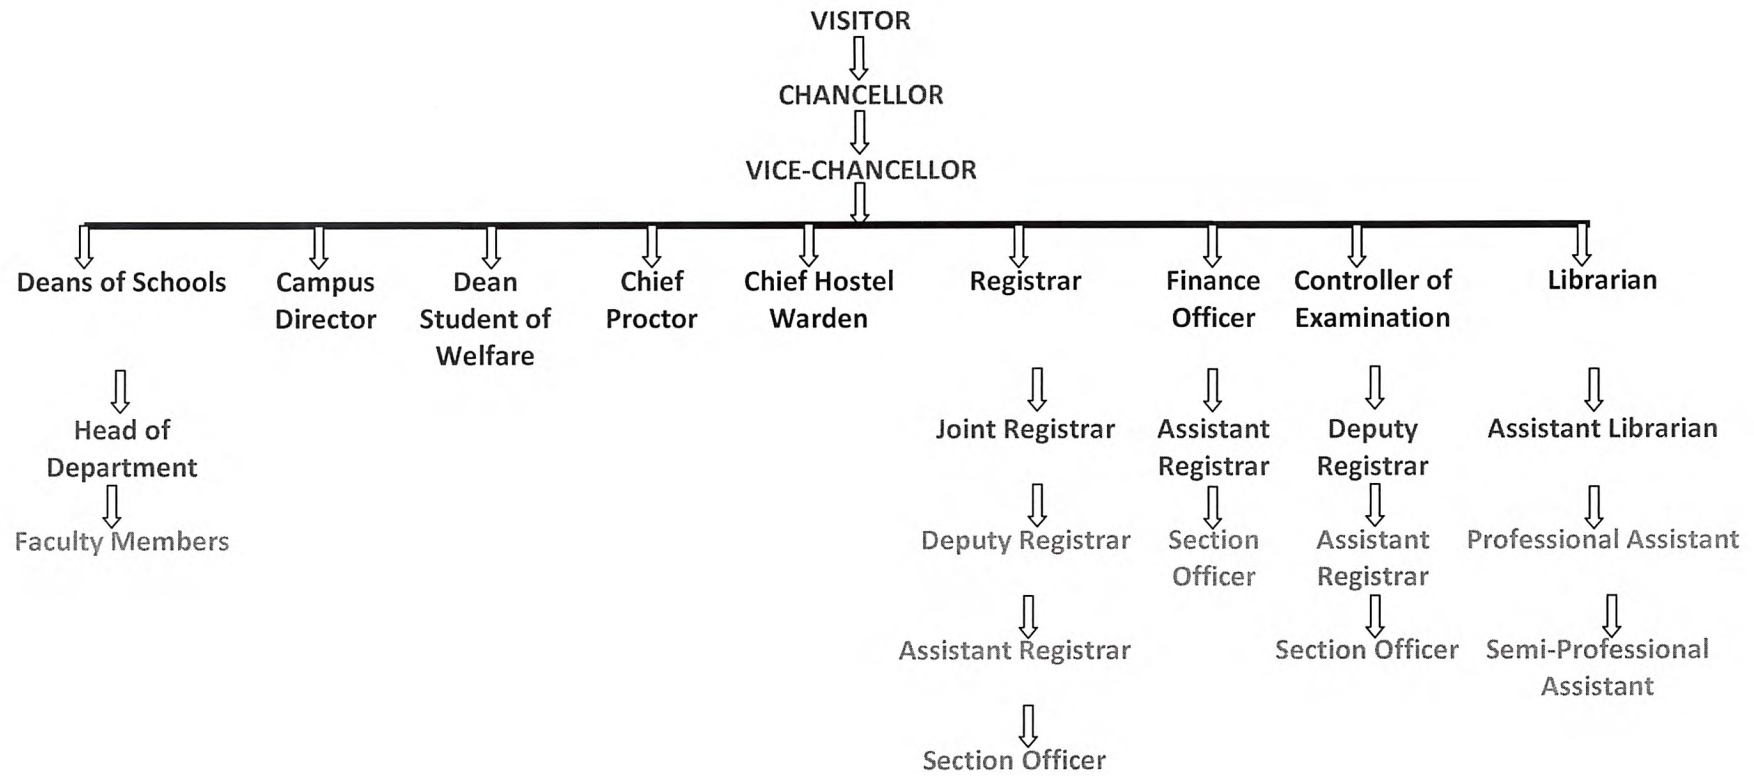 VISITOR
CHANCELLOR
VICE-CHANCELLOR
Deans of Schools
Campus
Director
Dean
Student of
Welfare
Chief
Proctor
Chief Hostel
Warden
Registrar
Finance
Officer
Controller of
Examination
Librarian
Head of
Department
Faculty Members
Joint Registrar
Deputy Registrar
Assistant Registrar
Section Officer
Assistant
Registrar
Section
Officer
Deputy
Registrar
Assistant
Registrar
Section Officer
Assistant Librarian
Professional Assistant
Semi-Professional
Assistant